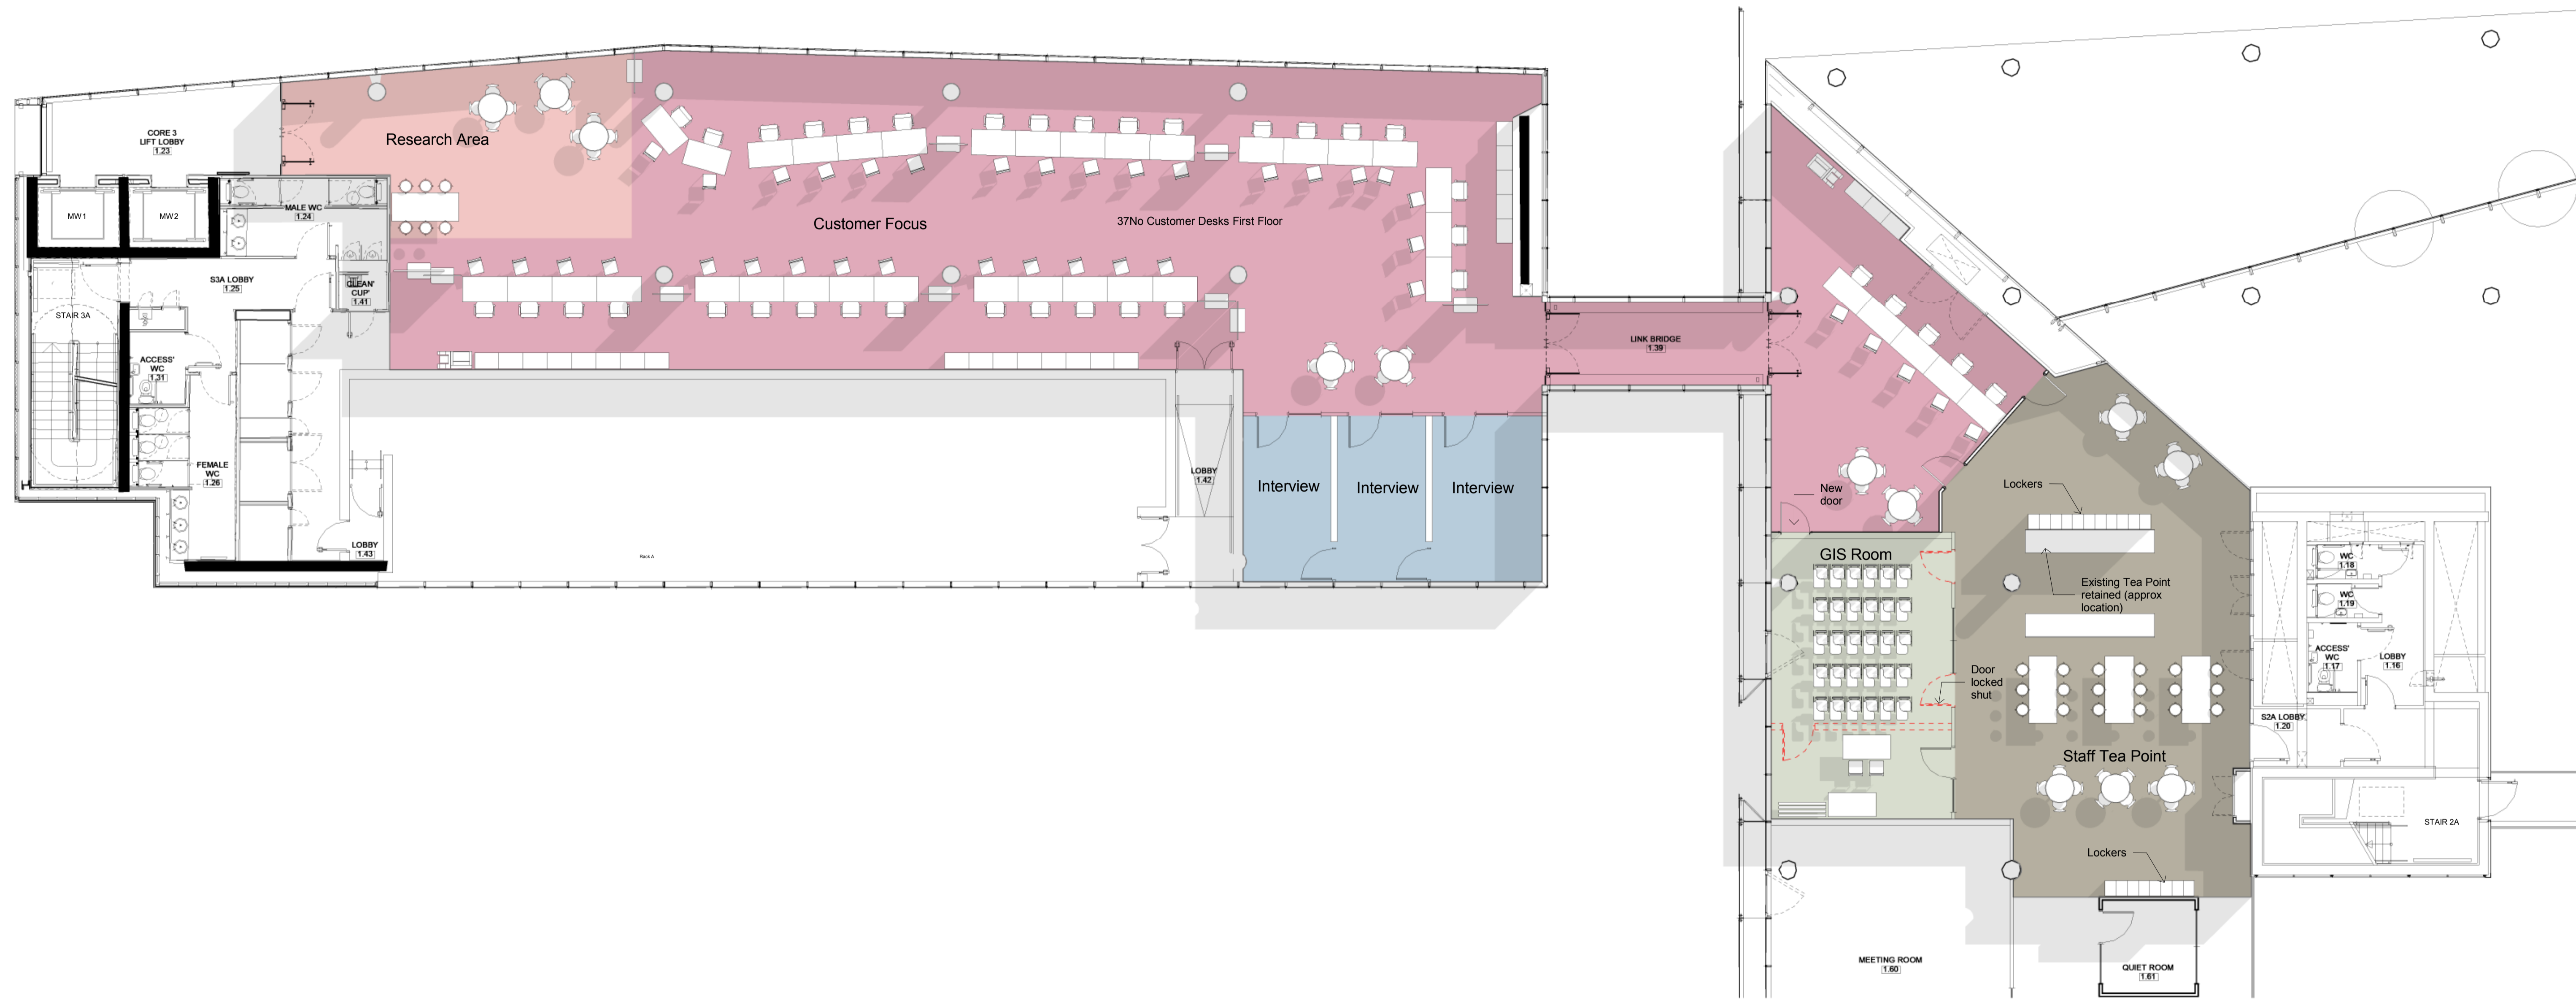 CORE 3
LIFT LOBBY
1.23
MW1
MW2
MALE WC
1.24
S3A LOBBY
1.25
CLEAN'
CUP'
1.41
STAIR 3A
ACCESS'
WC
1.31
FEMALE
WC
1.26
LOBBY
1.43
Research Area
Customer Focus
37No Customer Desks First Floor
Rack A
LOBBY
1.42
Interview
Interview
Interview
LINK BRIDGE
1.39
New
door
GIS Room
Lockers
Existing Tea Point
retained (approx
location)
Door
locked
shut
Staff Tea Point
Lockers
WC
1.18
WC
1.19
ACCESS'
WC
1.17
LOBBY
1.16
S2A LOBBY
1.20
STAIR 2A
MEETING ROOM
1.60
QUIET ROOM
1.61